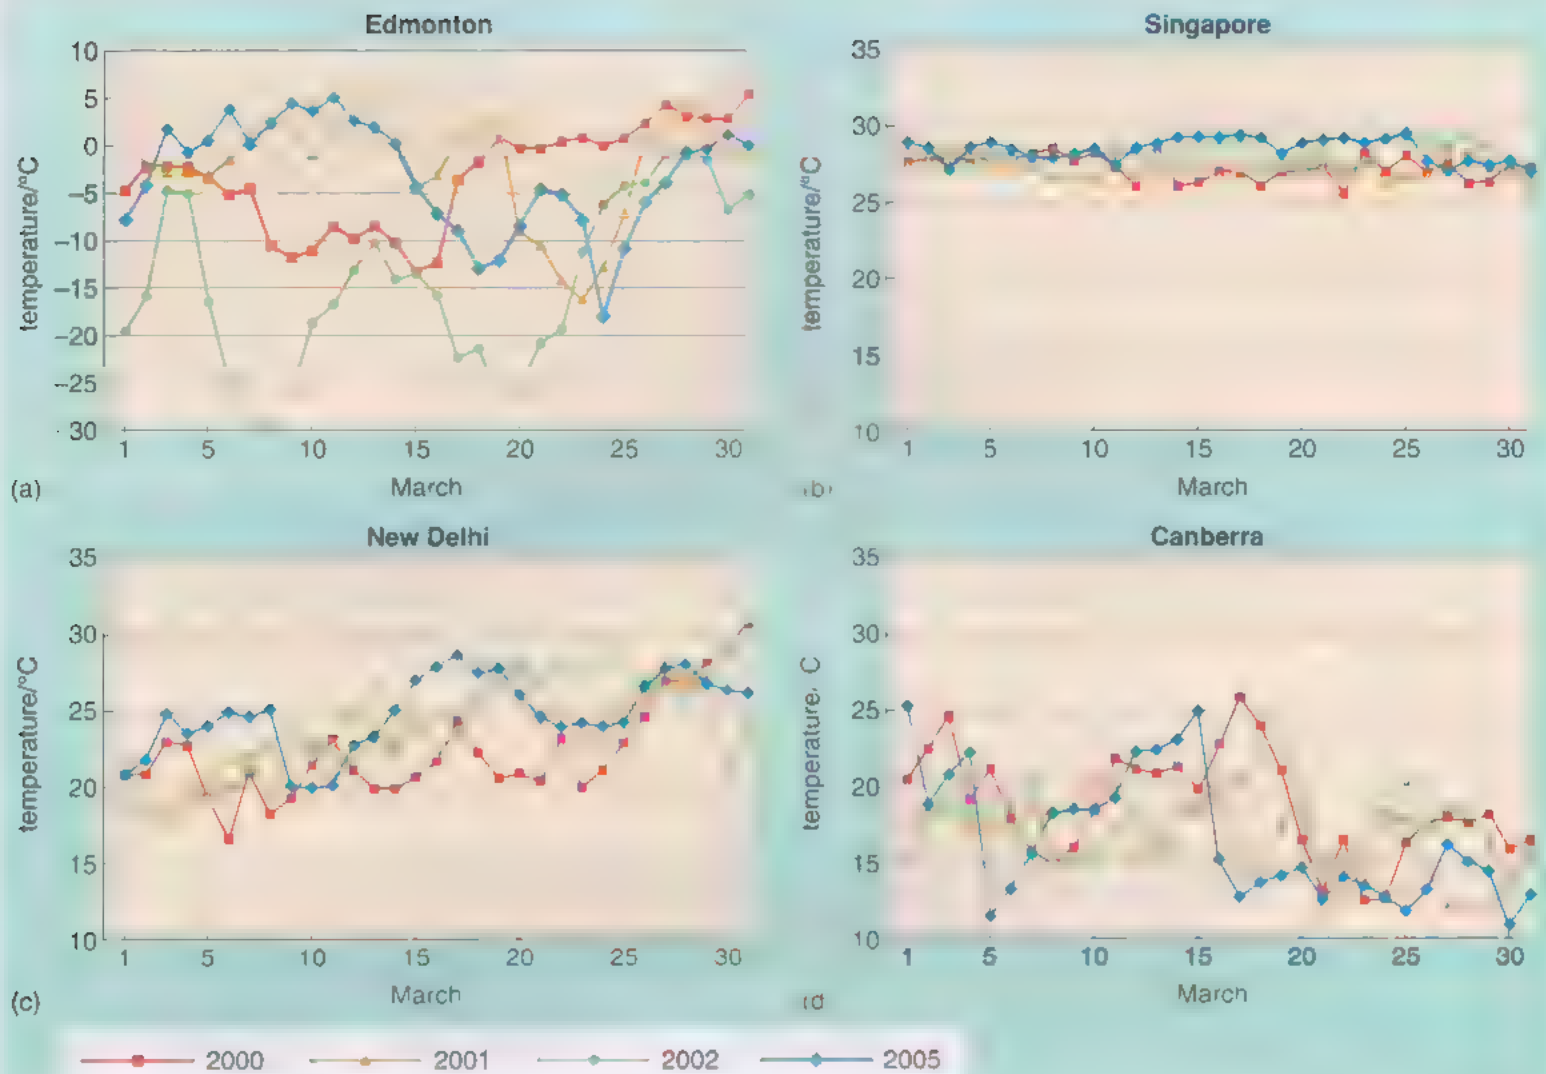 Edmonton
10
5
0
−5
−10
−15
−20
−25
-30
temperature/°C
1 5 10 15 20 25 30
March
(a)
Singapore
35
30
25
20
15
10
temperature/°C
1 5 10 15 20 25 30
March
(b)
New Delhi
35
30
25
20
15
10
temperature/°C
1 5 10 15 20 25 30
March
(c)
Canberra
35
30
25
20
15
10
temperature, C
1 5 10 15 20 25 30
March
(d
2000 2001 2002 2005